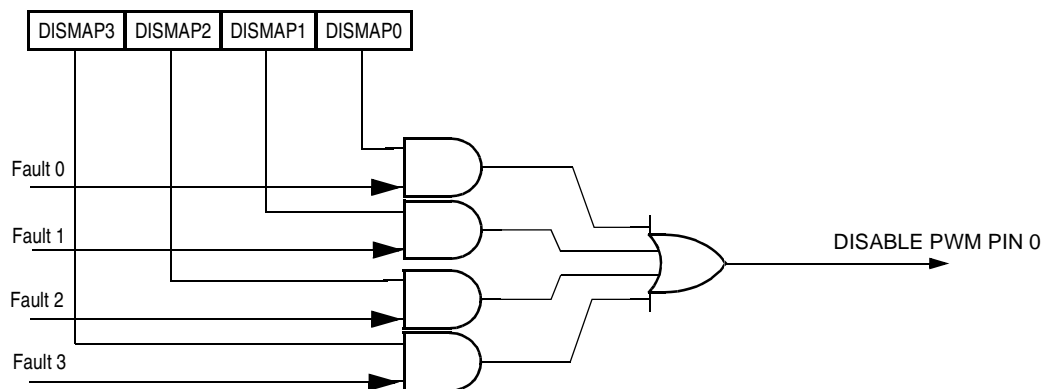 DISMAP3 DISMAP2 DISMAP1 DISMAP0
Fault 0
Fault 1
DISABLE PWM PIN 0
Fault 2
Fault 3